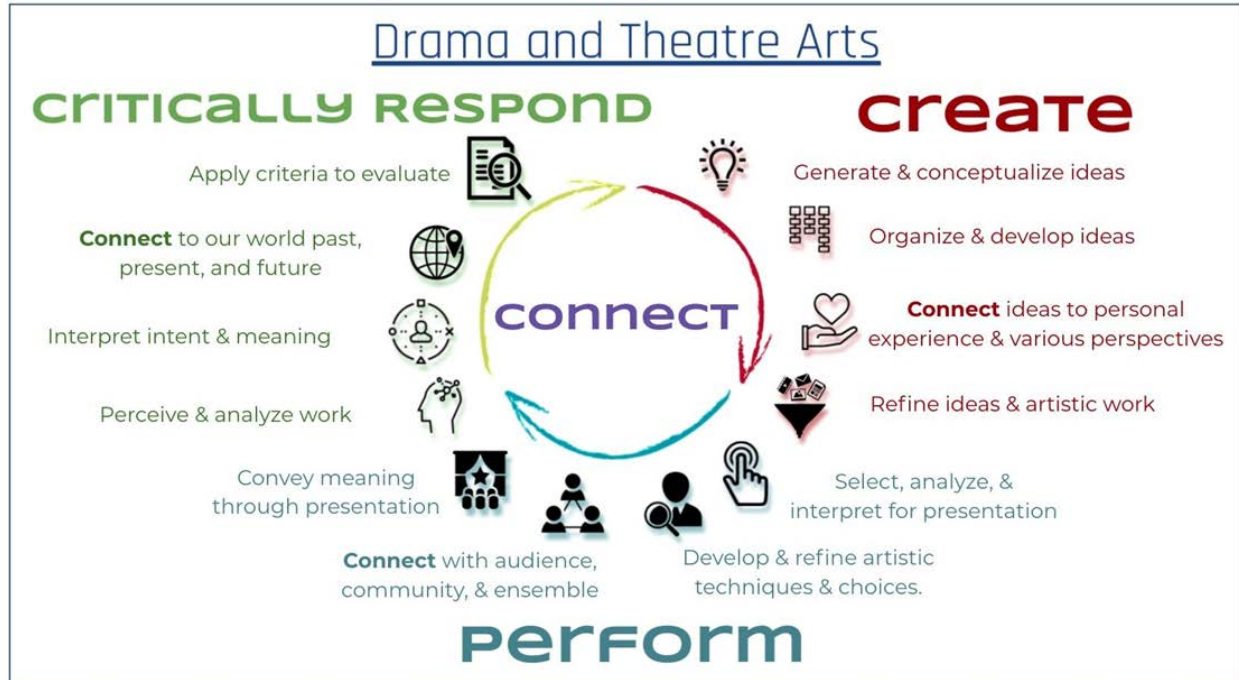 Drama and Theatre Arts
CRITICALLY RESPOND
Apply criteria to evaluate
Connect to our world past,
present, and future
Interpret intent & meaning
Perceive & analyze work
CREATE
Generate & conceptualize ideas
Organize & develop ideas
Connect ideas to personal
experience & various perspectives
Refine ideas & artistic work
CONNECT
Convey meaning
through presentation
Connect with audience,
community, & ensemble
Develop & refine artistic
techniques & choices.
Select, analyze, &
interpret for presentation
PERFORM